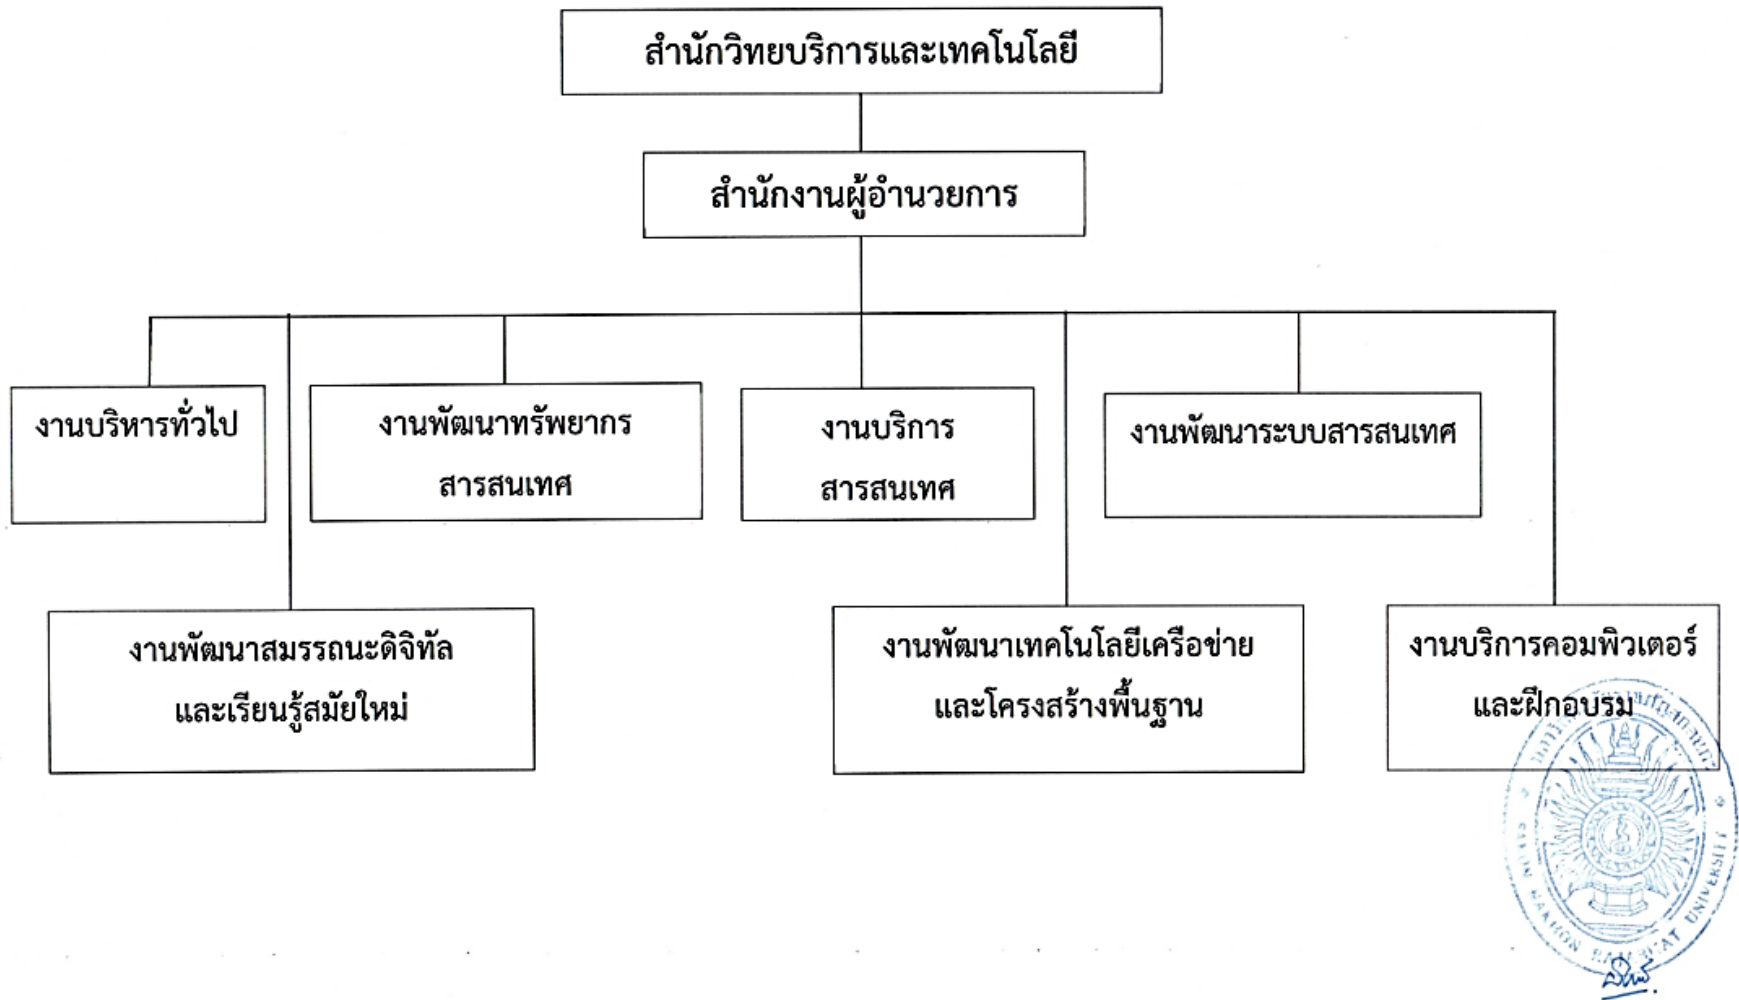 สำนักวิทยบริการและเทคโนโลยี
สำนักงานผู้อำนวยการ
งานบริหารทั่วไป
งานพัฒนาทรัพยากร
สารสนเทศ
งานบริการ
สารสนเทศ
งานพัฒนาระบบสารสนเทศ
งานพัฒนาสมรรถนะดิจิทัล
และเรียนรู้สมัยใหม่
งานพัฒนาเทคโนโลยีเครือข่าย
และโครงสร้างพื้นฐาน
งานบริการคอมพิวเตอร์
และฝึกอบรม
SAKON NAKHON RAJABHAT UNIVERSITY